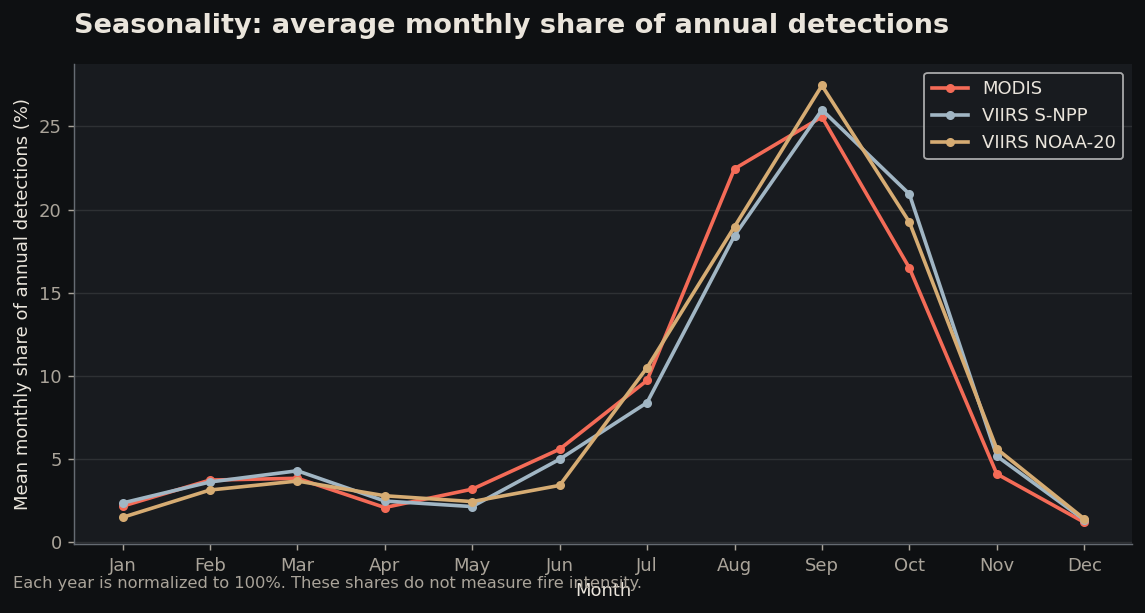 Seasonality: average monthly share of annual detections
Mean monthly share of annual detections (%)
25
20
15
10
5
0
MODIS
VIIRS S-NPP
VIIRS NOAA-20
Jan Feb Mar Apr May Jun Jul Aug Sep Oct Nov Dec
Each year is normalized to 100%. These shares do not measure fire intensity.
Month